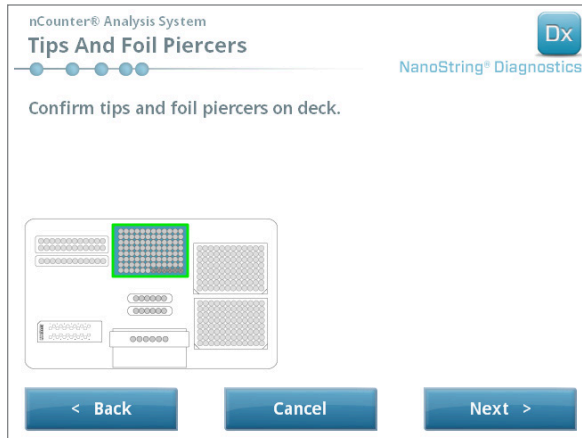 nCounter® Analysis System
Tips And Foil Piercers
Dx
NanoString® Diagnostics
Confirm tips and foil piercers on deck.
< Back
Cancel
Next >